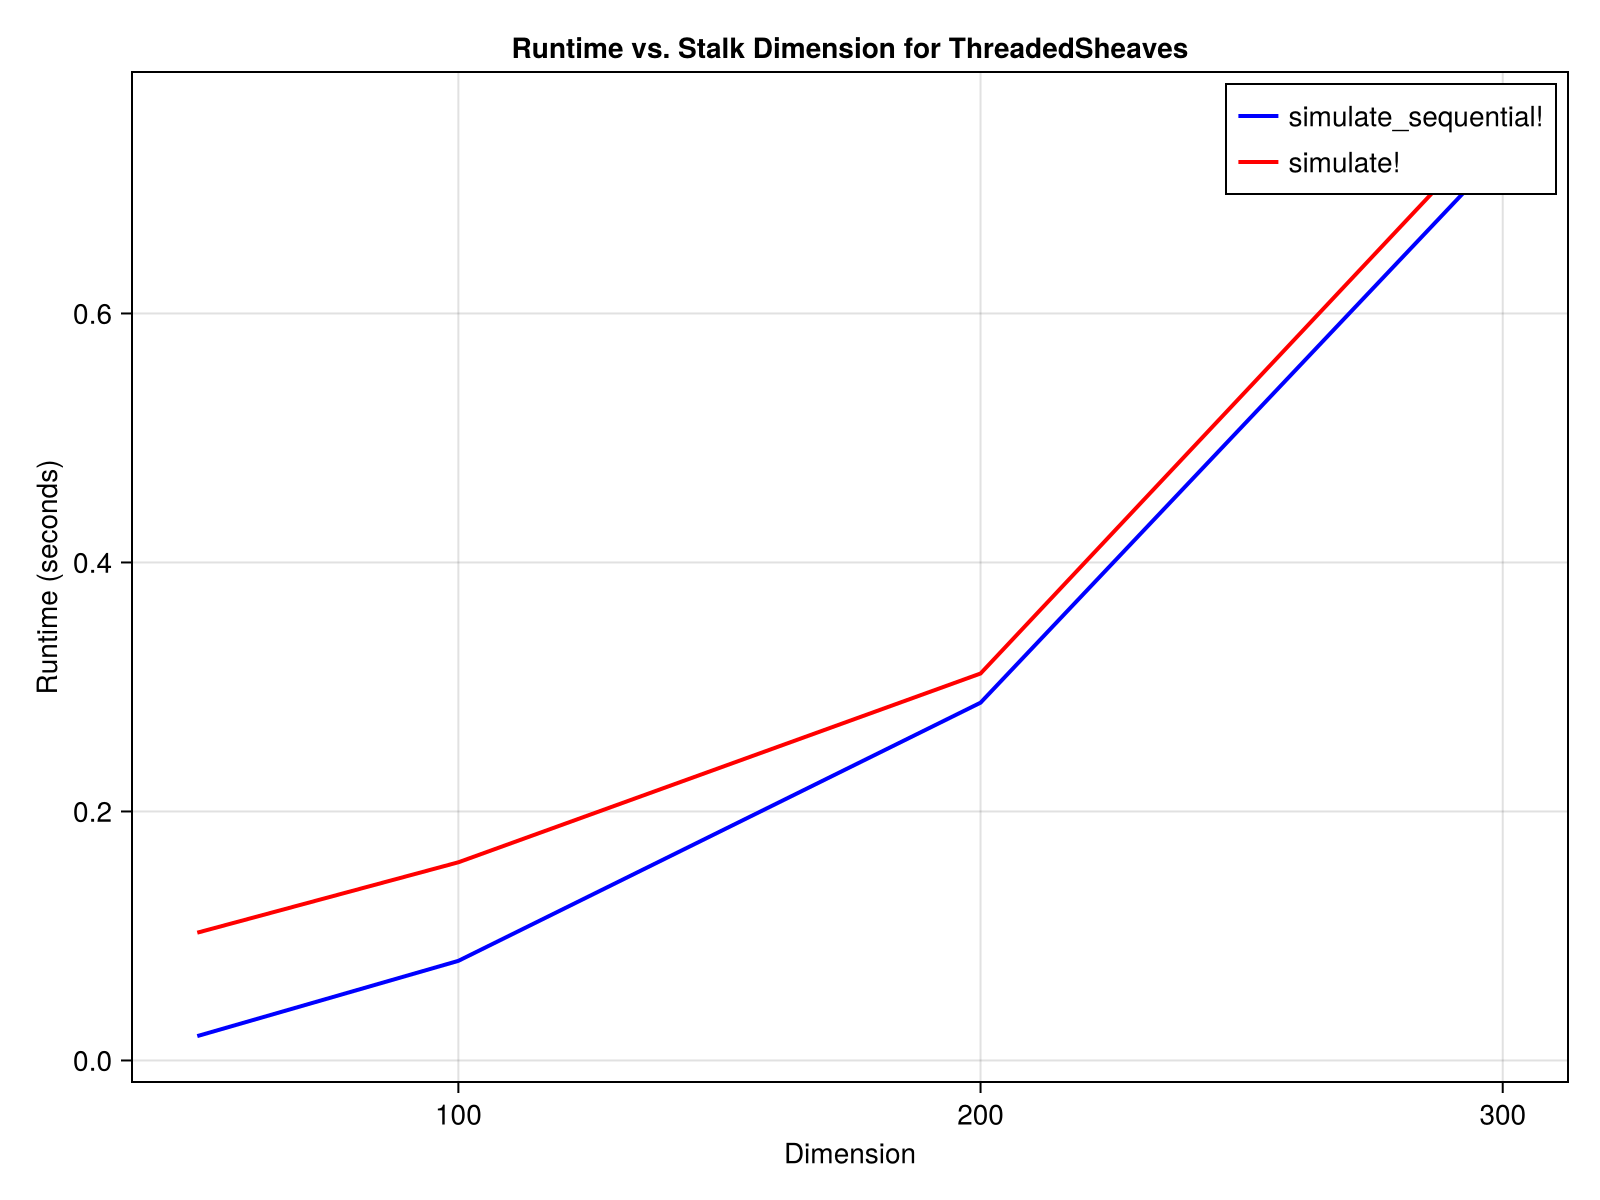 Runtime vs. Stalk Dimension for ThreadedSheaves
simulate_sequential!
simulate!
Runtime (seconds)
0.6
0.4
0.2
0.0
100
200
300
Dimension